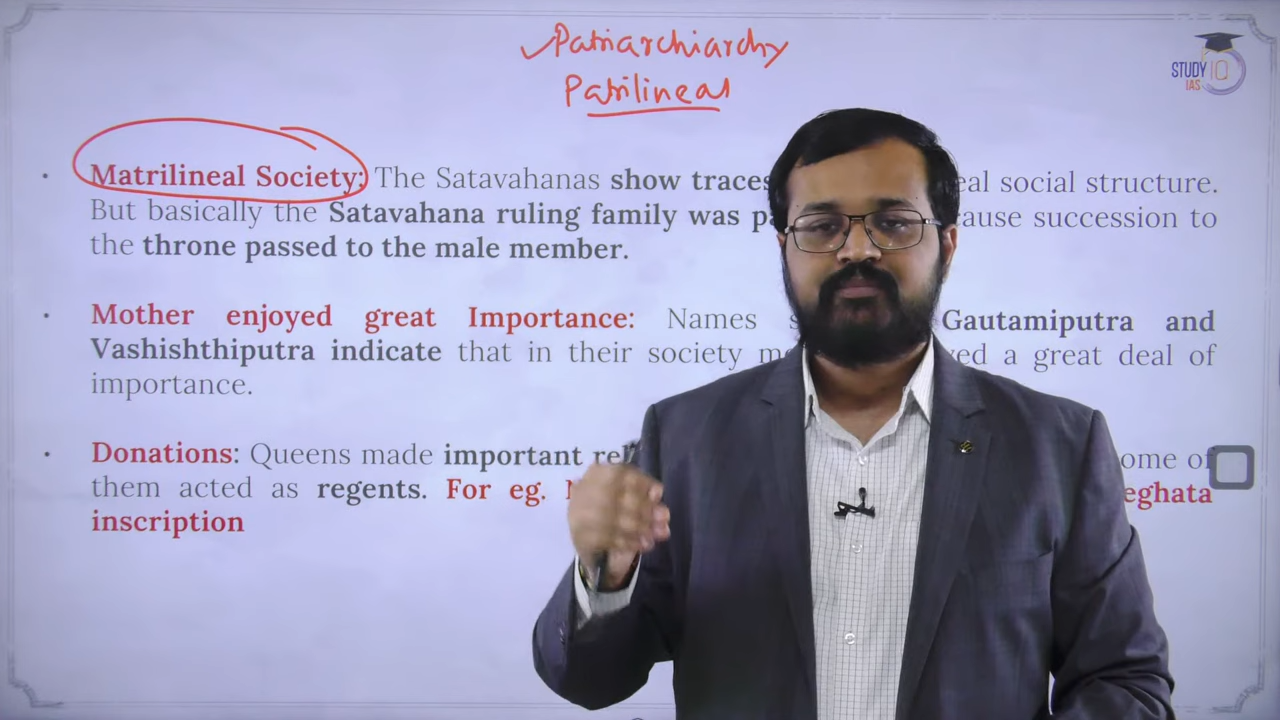 Patriarchiarchy
Patrilineal
STUDY IQ
IAS
• Matrilineal Society: The Satavahanas show traces eal social structure.
But basically the Satavahana ruling family was pa ause succession to
the throne passed to the male member.
• Mother enjoyed great Importance: Names s Gautamiputra and
Vashishthiputra indicate that in their society m yed a great deal of
importance.
• Donations: Queens made important rel ome of
them acted as regents. For eg. N eghata
inscription